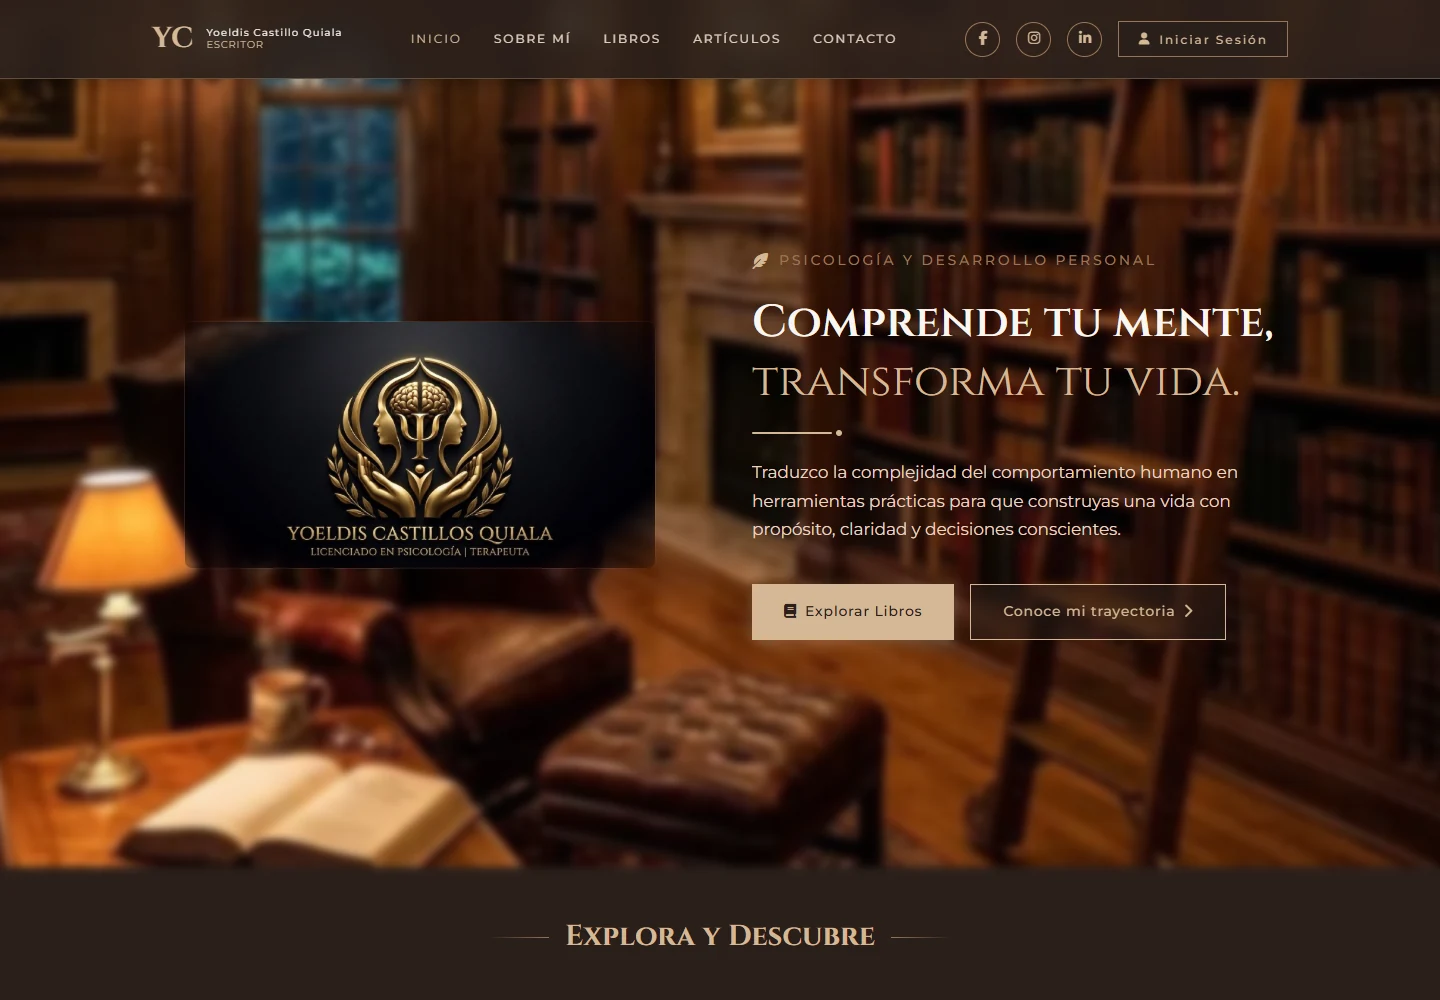 YC
Yoeldis Castillo Quiala
ESCRITOR
INICIO
SOBRE MÍ
LIBROS
ARTÍCULOS
CONTACTO
Iniciar Sesión
YOELDIS CASTILLOS QUIALA
LICENCIADO EN PSICOLOGÍA | TERAPEUTA
PSICOLOGÍA Y DESARROLLO PERSONAL
Comprende tu mente,
transforma tu vida.
Traduzco la complejidad del comportamiento humano en
herramientas prácticas para que construyas una vida con
propósito, claridad y decisiones conscientes.
Explorar Libros
Conoce mi trayectoria
Explora y Descubre